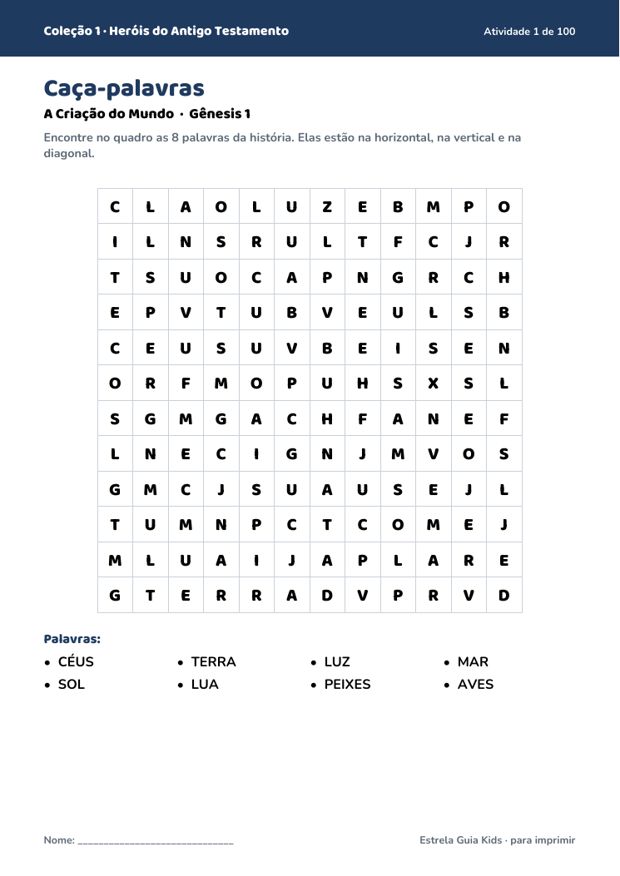 Coleção 1 · Heróis do Antigo Testamento
Atividade 1 de 100
Caça-palavras
A Criação do Mundo · Gênesis 1
Encontre no quadro as 8 palavras da história. Elas estão na horizontal, na vertical e na
diagonal.
C L A O L U Z E B M P O
I L N S R U L T F C J R
T S U O C A P N G R C H
E P V T U B V E U L S B
C E U S U V B E I S E N
O R F M O P U H S X S L
S G M G A C H F A N E F
L N E C I G N J M V O S
G M C J S U A U S E J L
T U M N P C T C O M E J
M L U A I J A P L A R E
G T E R R A D V P R V D
Palavras:
• CÉUS • TERRA • LUZ • MAR
• SOL • LUA • PEIXES • AVES
Nome: ______________________________
Estrela Guia Kids · para imprimir